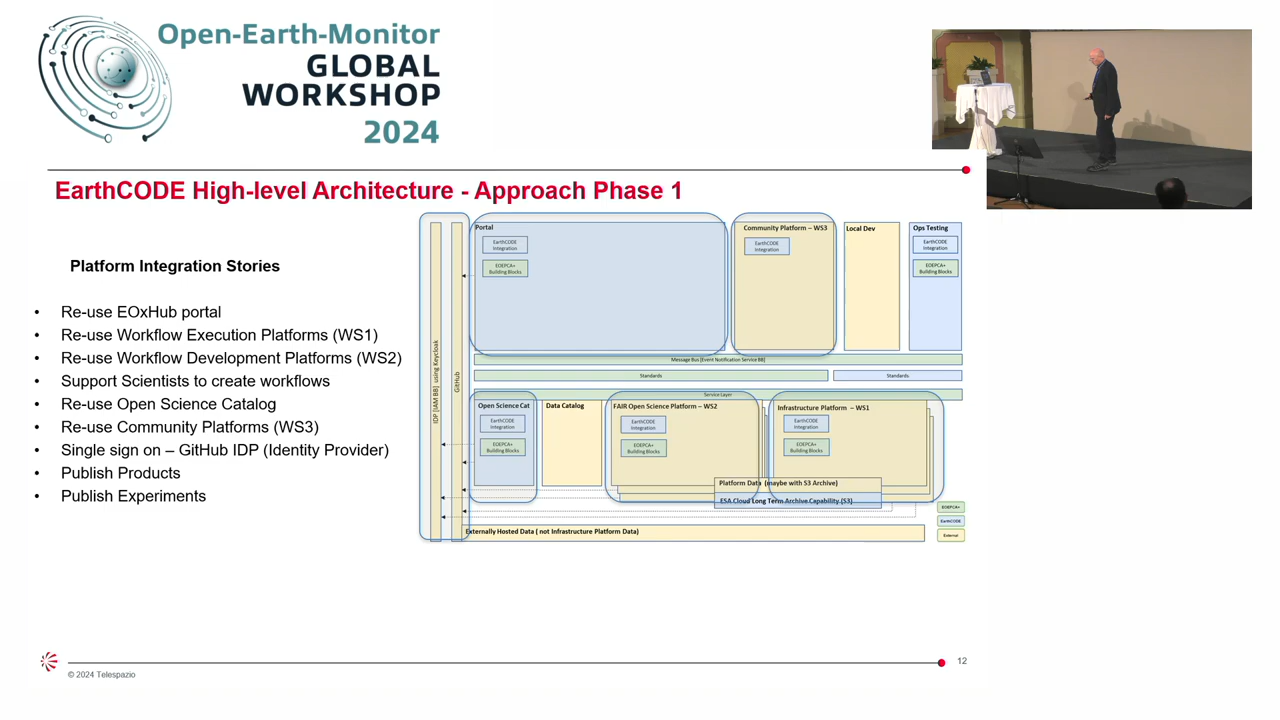 Open-Earth-Monitor
GLOBAL
WORKSHOP
2024
EarthCODE High-level Architecture - Approach Phase 1
Platform Integration Stories
• Re-use EOxHub portal
• Re-use Workflow Execution Platforms (WS1)
• Re-use Workflow Development Platforms (WS2)
• Support Scientists to create workflows
• Re-use Open Science Catalog
• Re-use Community Platforms (WS3)
• Single sign on – GitHub IDP (Identity Provider)
• Publish Products
• Publish Experiments
IDP [IAM BB] using Keycloak
GitHub
Portal
EarthCODE
Integration
EOEPCA+
Building Blocks
Community Platform – WS3
EarthCODE
Integration
Local Dev
Ops Testing
EarthCODE
Integration
EOEPCA+
Building Blocks
Message Bus [Event Notification Service BB]
Standards
Standards
Service Layer
Open Science Cat
EarthCODE
Integration
EOEPCA+
Building Blocks
Data Catalog
FAIR Open Science Platform – WS2
EarthCODE
Integration
EOEPCA+
Building Blocks
Infrastructure Platform – WS1
EarthCODE
Integration
EOEPCA+
Building Blocks
Platform Data (maybe with S3 Archive)
ESA Cloud Long Term Archive Capability (S3)
Externally Hosted Data ( not Infrastructure Platform Data)
EOEPCA+
EarthCODE
External
© 2024 Telespazio
12